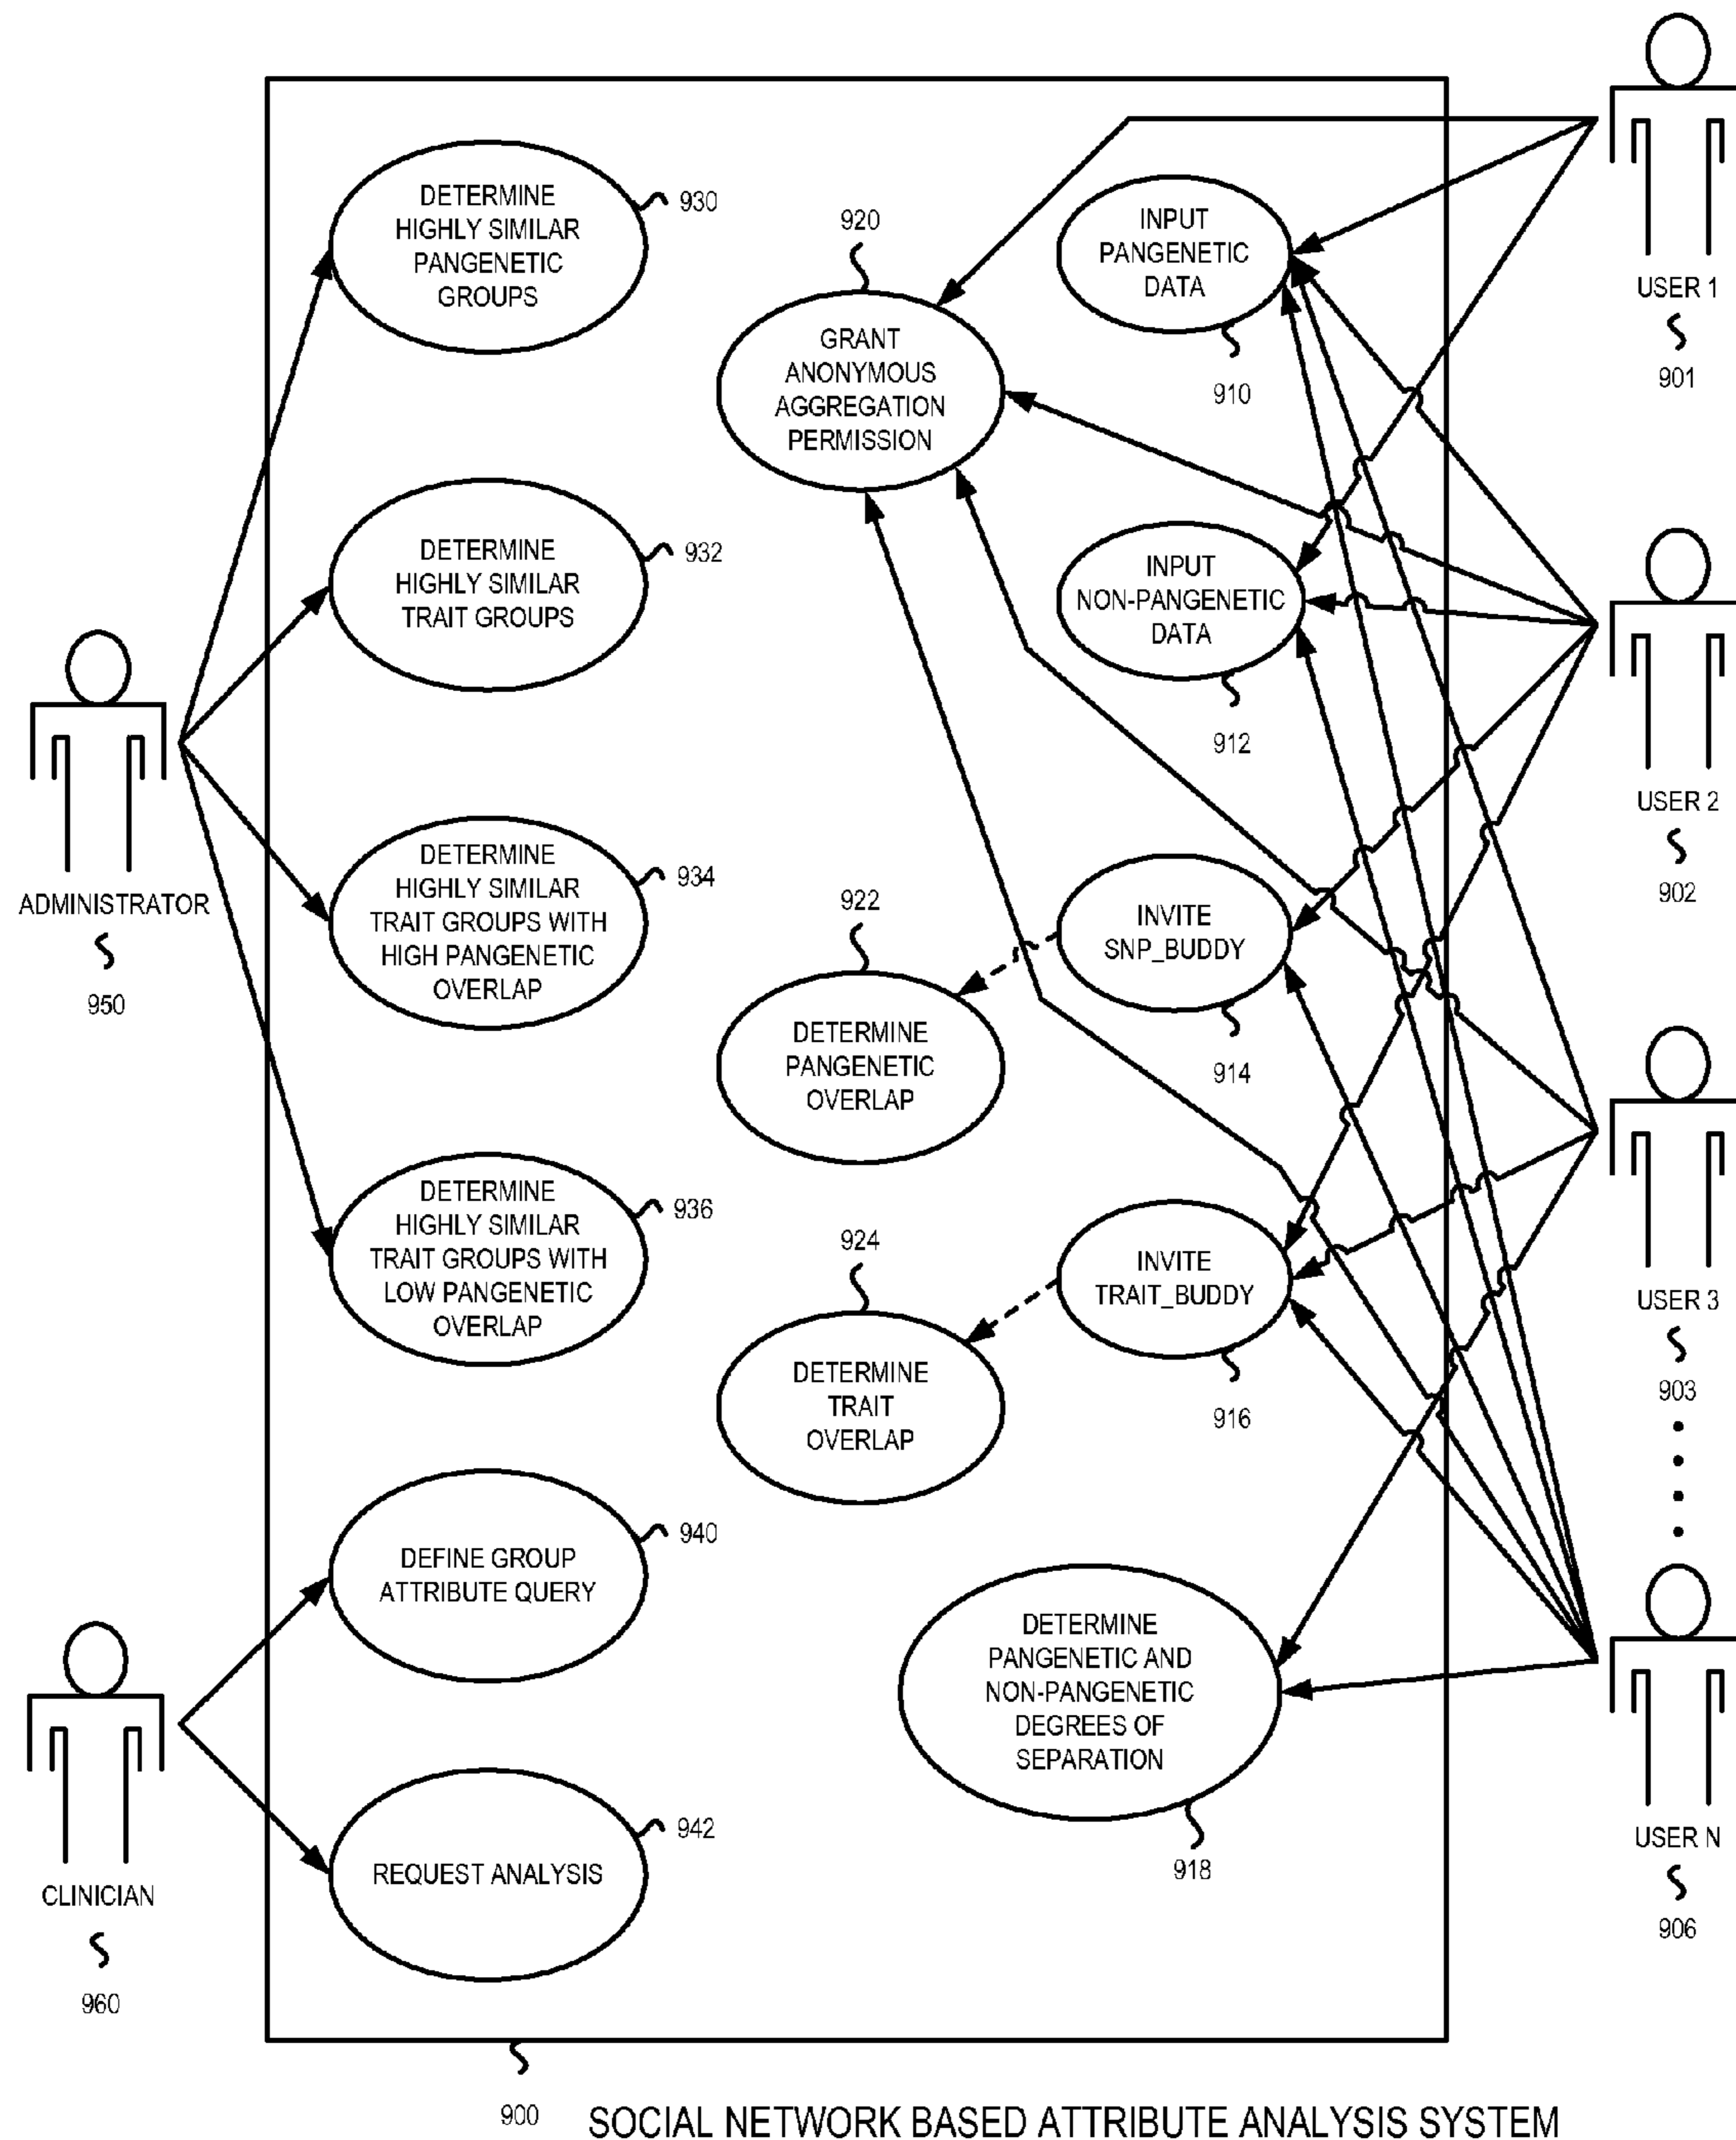 DETERMINE
HIGHLY SIMILAR
PANGENETIC
GROUPS
930
DETERMINE
HIGHLY SIMILAR
TRAIT GROUPS
932
DETERMINE
HIGHLY SIMILAR
TRAIT GROUPS WITH
HIGH PANGENETIC
OVERLAP
934
DETERMINE
HIGHLY SIMILAR
TRAIT GROUPS WITH
LOW PANGENETIC
OVERLAP
936
DEFINE GROUP
ATTRIBUTE QUERY
940
REQUEST ANALYSIS
942
ADMINISTRATOR
950
CLINICIAN
960
920
GRANT
ANONYMOUS
AGGREGATION
PERMISSION
922
DETERMINE
PANGENETIC
OVERLAP
924
DETERMINE
TRAIT
OVERLAP
INPUT
PANGENETIC
DATA
910
INPUT
NON-PANGENETIC
DATA
912
INVITE
SNP_BUDDY
914
INVITE
TRAIT_BUDDY
916
DETERMINE
PANGENETIC AND
NON-PANGENETIC
DEGREES OF
SEPARATION
918
USER 1
901
USER 2
902
USER 3
903
USER N
906
900
SOCIAL NETWORK BASED ATTRIBUTE ANALYSIS SYSTEM